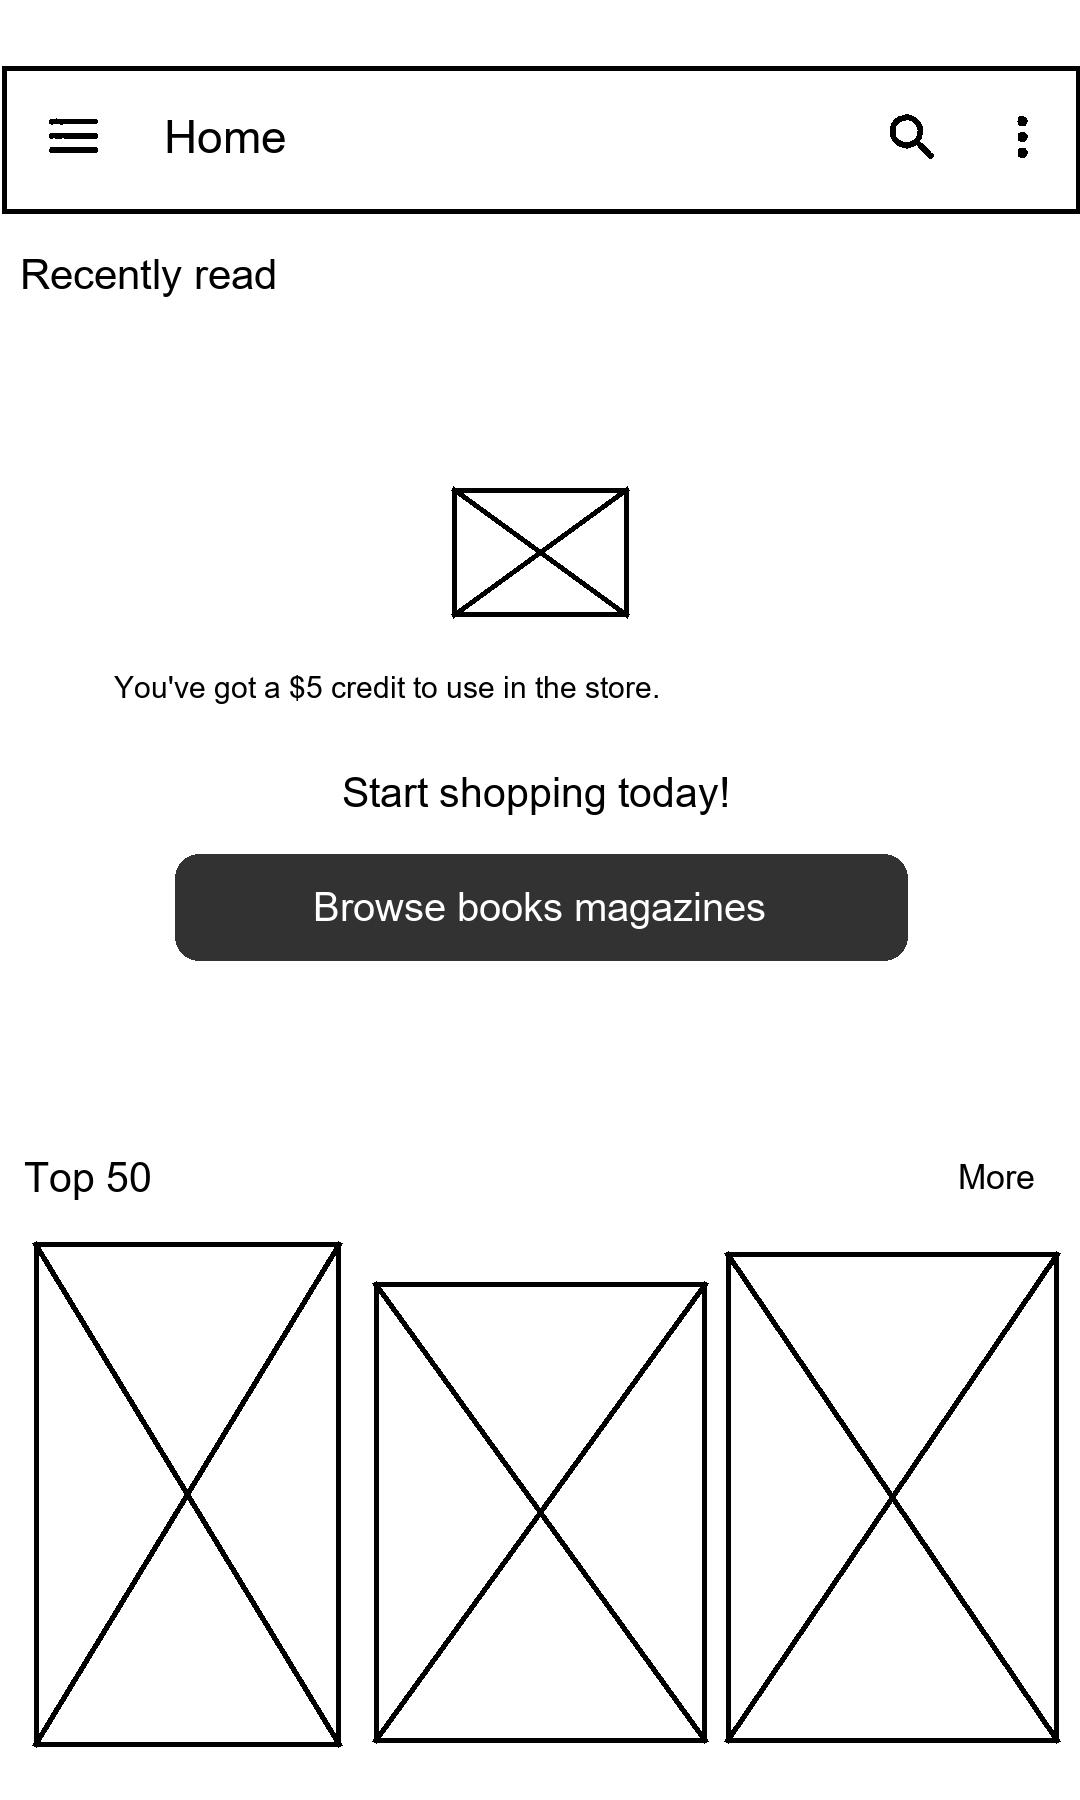 Home
Recently read
You've got a $5 credit to use in the store.
Start shopping today!
Browse books magazines
Top 50
More